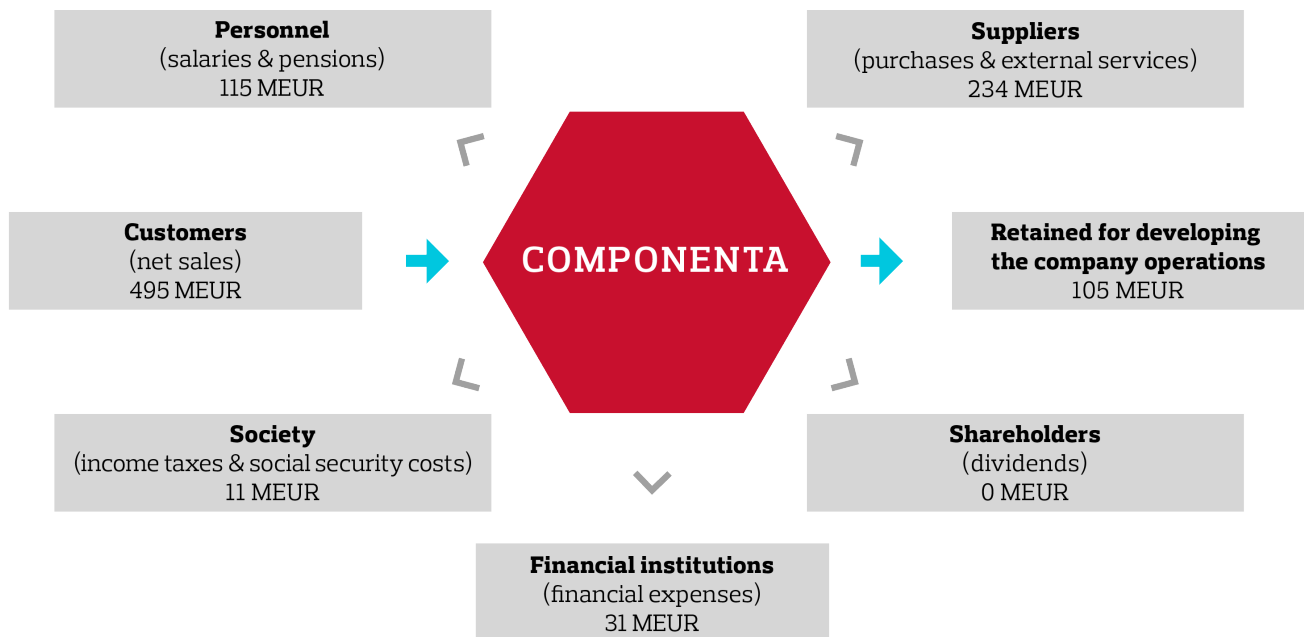 Personnel
(salaries & pensions)
115 MEUR
Suppliers
(purchases & external services)
234 MEUR
Customers
(net sales)
495 MEUR
COMPONENTA
Retained for developing
the company operations
105 MEUR
Society
(income taxes & social security costs)
11 MEUR
Shareholders
(dividends)
0 MEUR
Financial institutions
(financial expenses)
31 MEUR